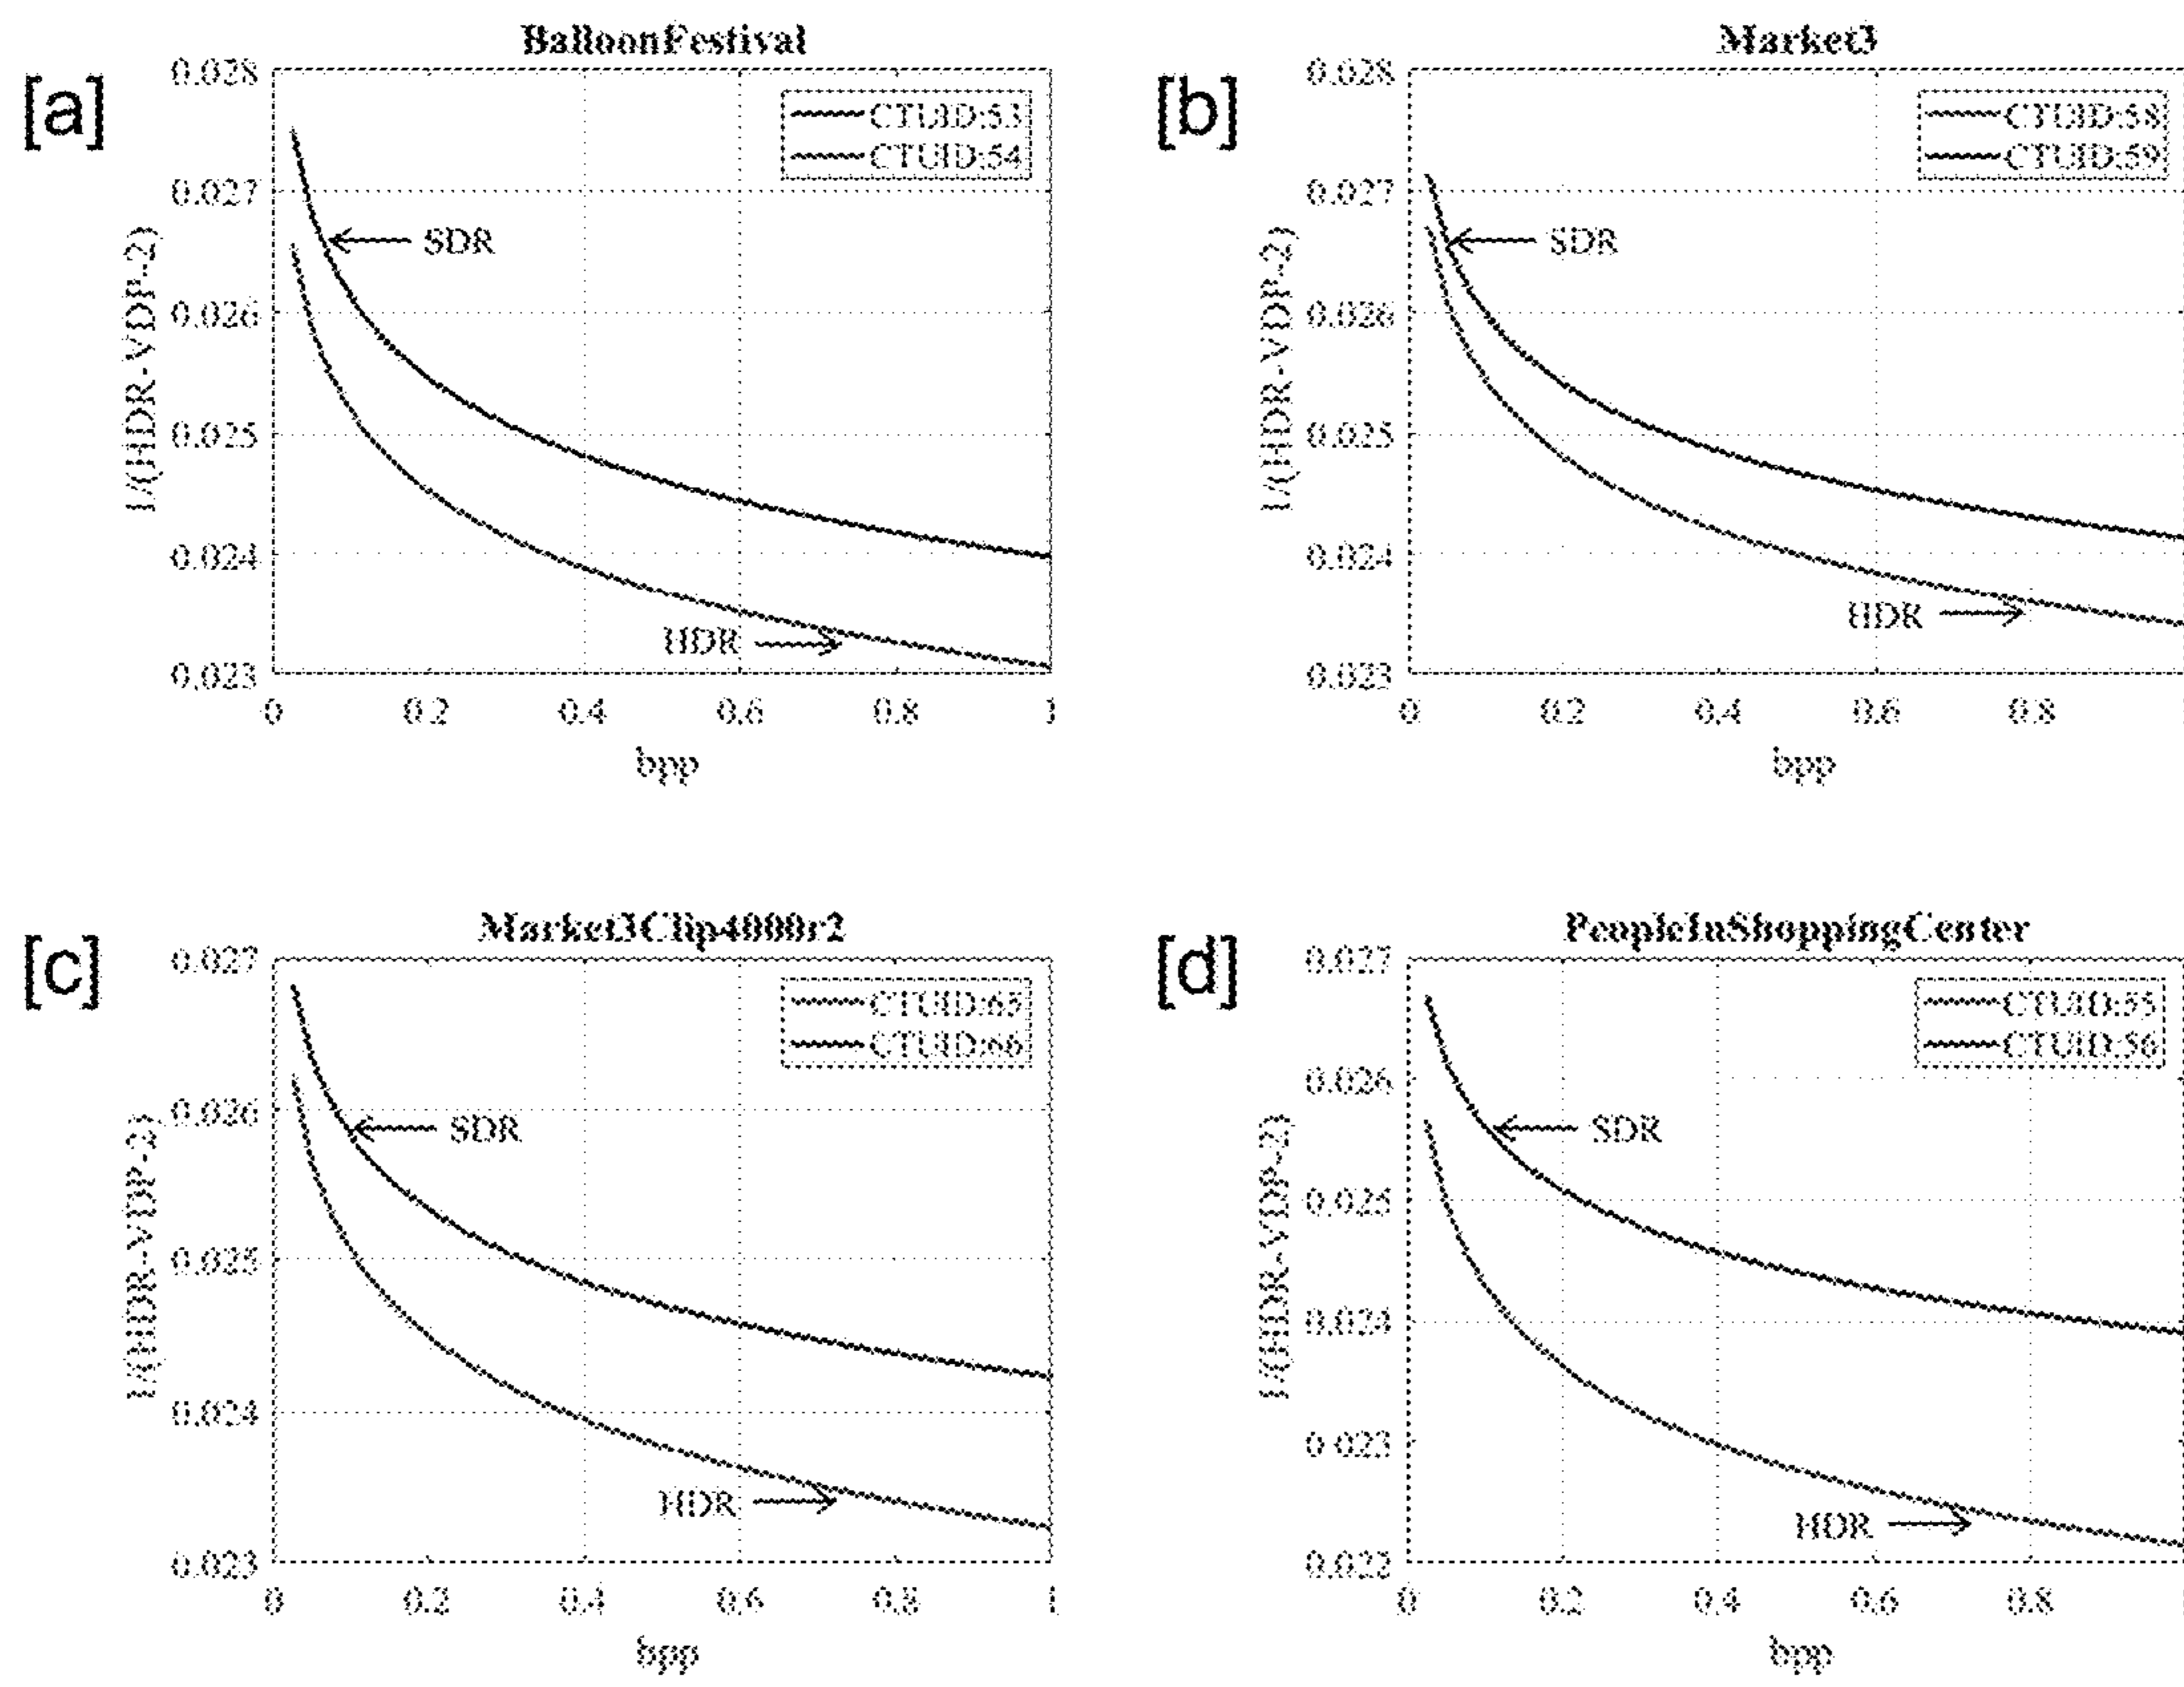 [a]
BalloonFestival
0.028
0.027
0.026
0.025
0.024
0.023
1/(HDR-VDP-2)
CTUID:53
CTUID:54
SDR
HDR
0 0.2 0.4 0.6 0.8 1
bpp
[b]
Market3
0.028
0.027
0.026
0.025
0.024
0.023
1/(HDR-VDP-2)
CTUID:58
CTUID:59
SDR
HDR
0 0.2 0.4 0.6 0.8
bpp
[c]
Market3Clip4000r2
0.027
0.026
0.025
0.024
0.023
1/(HDR-VDP-2)
CTUID:65
CTUID:66
SDR
HDR
0 0.2 0.4 0.6 0.8 1
bpp
[d]
PeopleInShoppingCenter
0.027
0.026
0.025
0.024
0.023
0.022
1/(HDR-VDP-2)
CTUID:55
CTUID:56
SDR
HDR
0 0.2 0.4 0.6 0.8
bpp